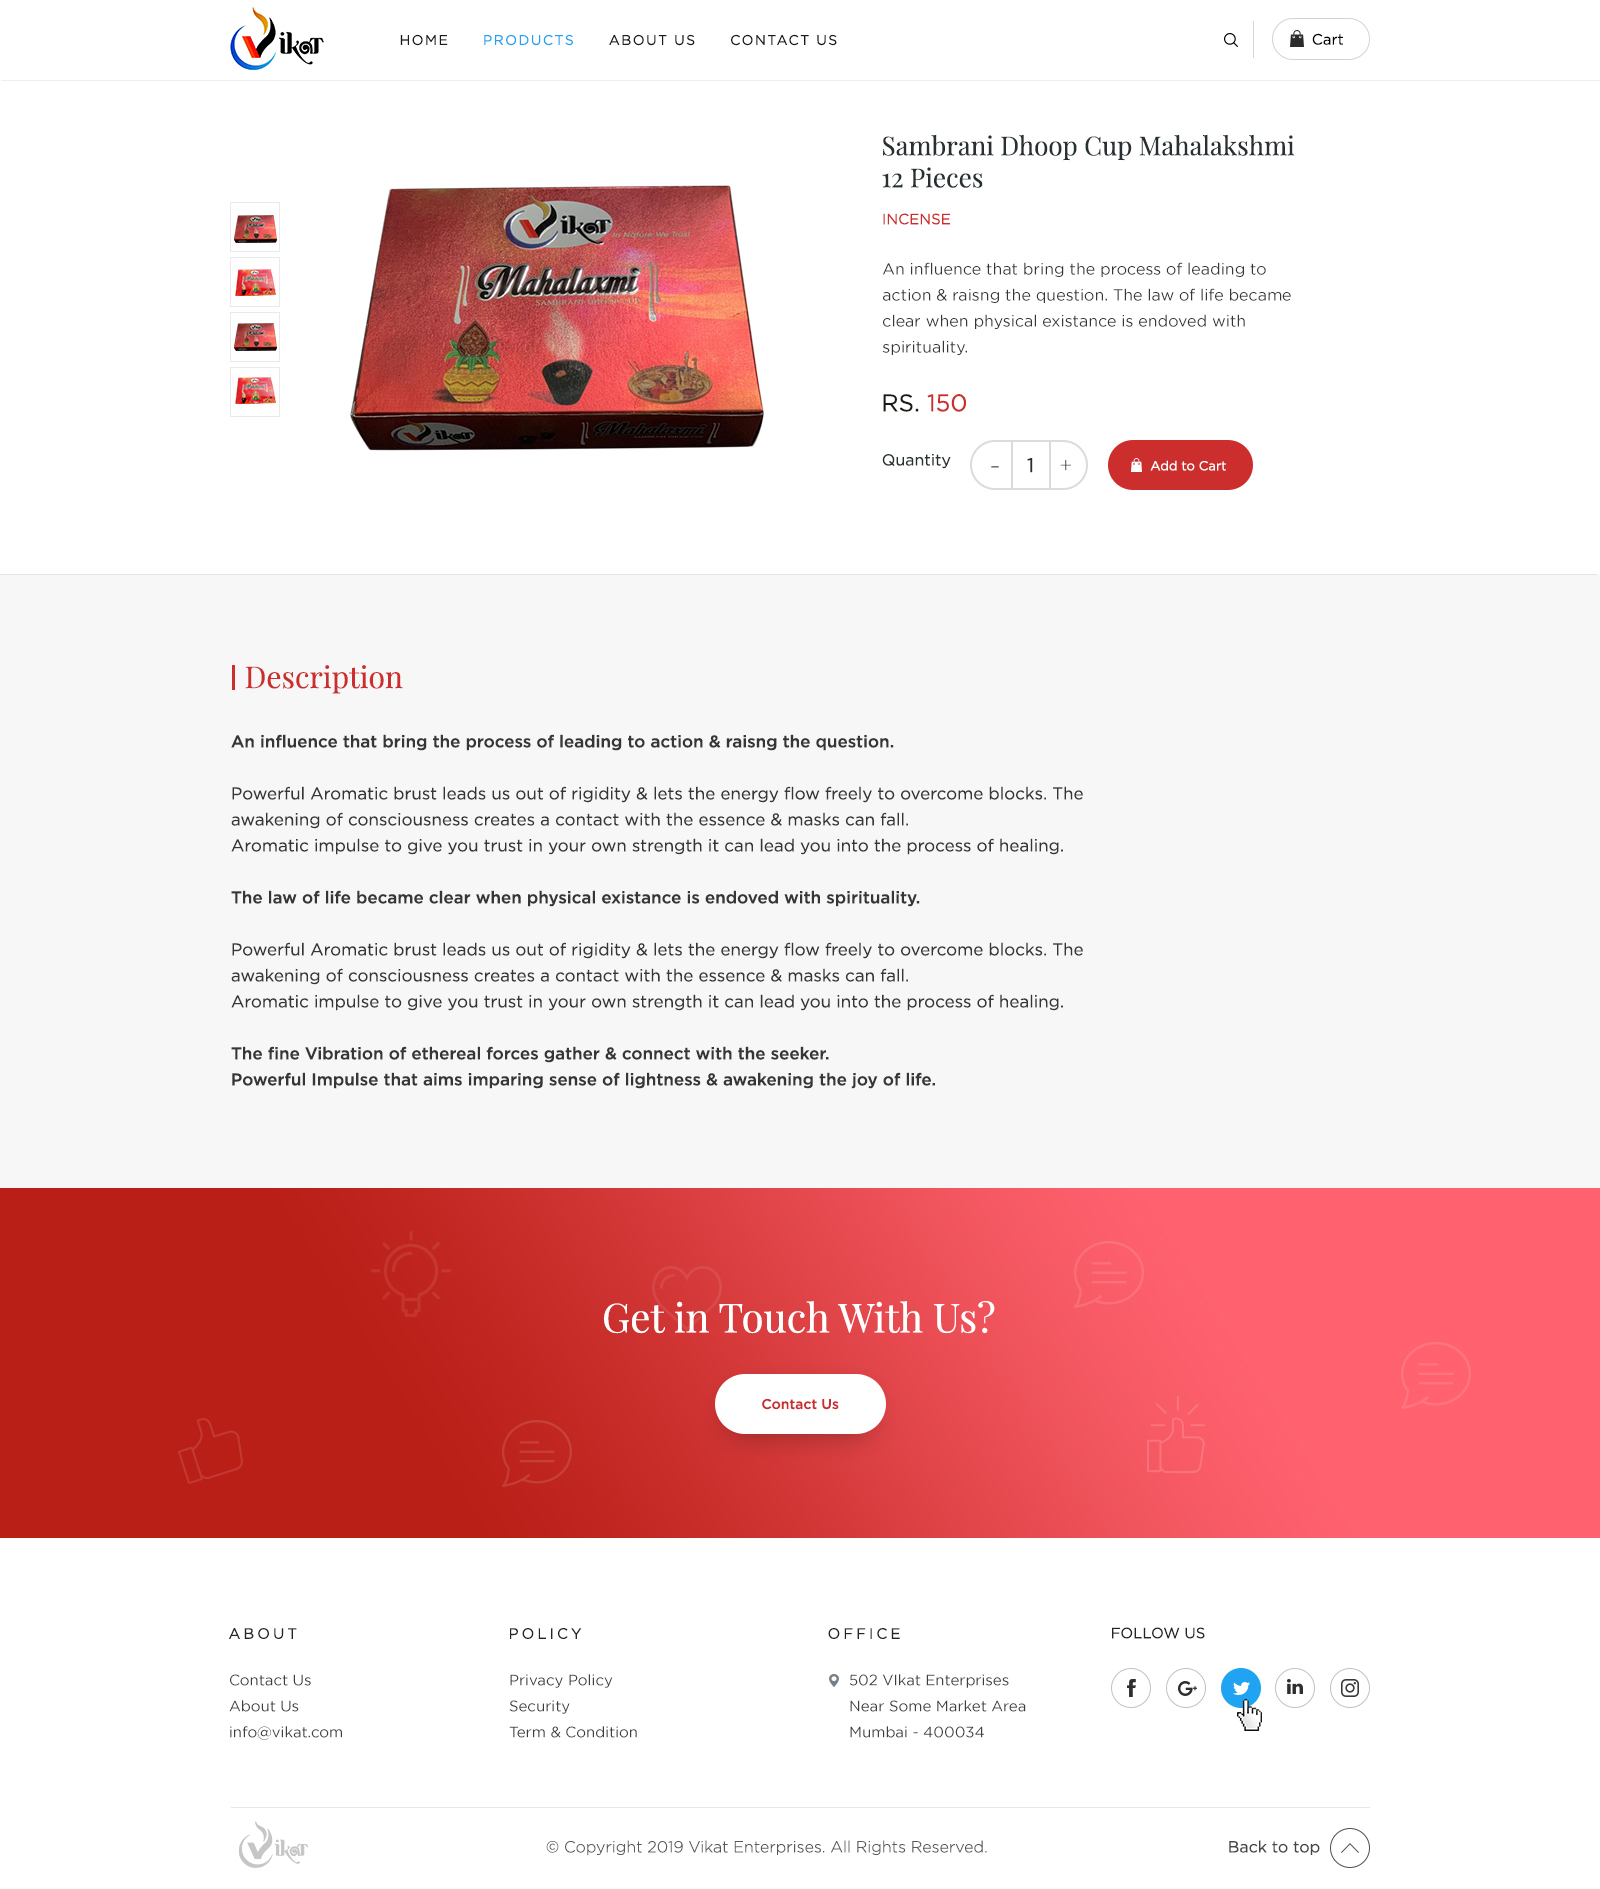 Vikat
HOME PRODUCTS ABOUT US CONTACT US
Cart
Sambrani Dhoop Cup Mahalakshmi
12 Pieces
INCENSE
Vikat
In Nature We Trust
Mahalaxmi
SAMBRANI DHOOP CUP
Vikat
Mahalaxmi
An influence that bring the process of leading to
action & raisng the question. The law of life became
clear when physical existance is endoved with
spirituality.
RS. 150
Quantity - 1 + Add to Cart
Description
An influence that bring the process of leading to action & raisng the question.
Powerful Aromatic brust leads us out of rigidity & lets the energy flow freely to overcome blocks. The
awakening of consciousness creates a contact with the essence & masks can fall.
Aromatic impulse to give you trust in your own strength it can lead you into the process of healing.
The law of life became clear when physical existance is endoved with spirituality.
Powerful Aromatic brust leads us out of rigidity & lets the energy flow freely to overcome blocks. The
awakening of consciousness creates a contact with the essence & masks can fall.
Aromatic impulse to give you trust in your own strength it can lead you into the process of healing.
The fine Vibration of ethereal forces gather & connect with the seeker.
Powerful Impulse that aims imparing sense of lightness & awakening the joy of life.
Get in Touch With Us?
Contact Us
ABOUT
Contact Us
About Us
info@vikat.com
POLICY
Privacy Policy
Security
Term & Condition
OFFICE
502 VIkat Enterprises
Near Some Market Area
Mumbai - 400034
FOLLOW US
Vikat
© Copyright 2019 Vikat Enterprises. All Rights Reserved.
Back to top